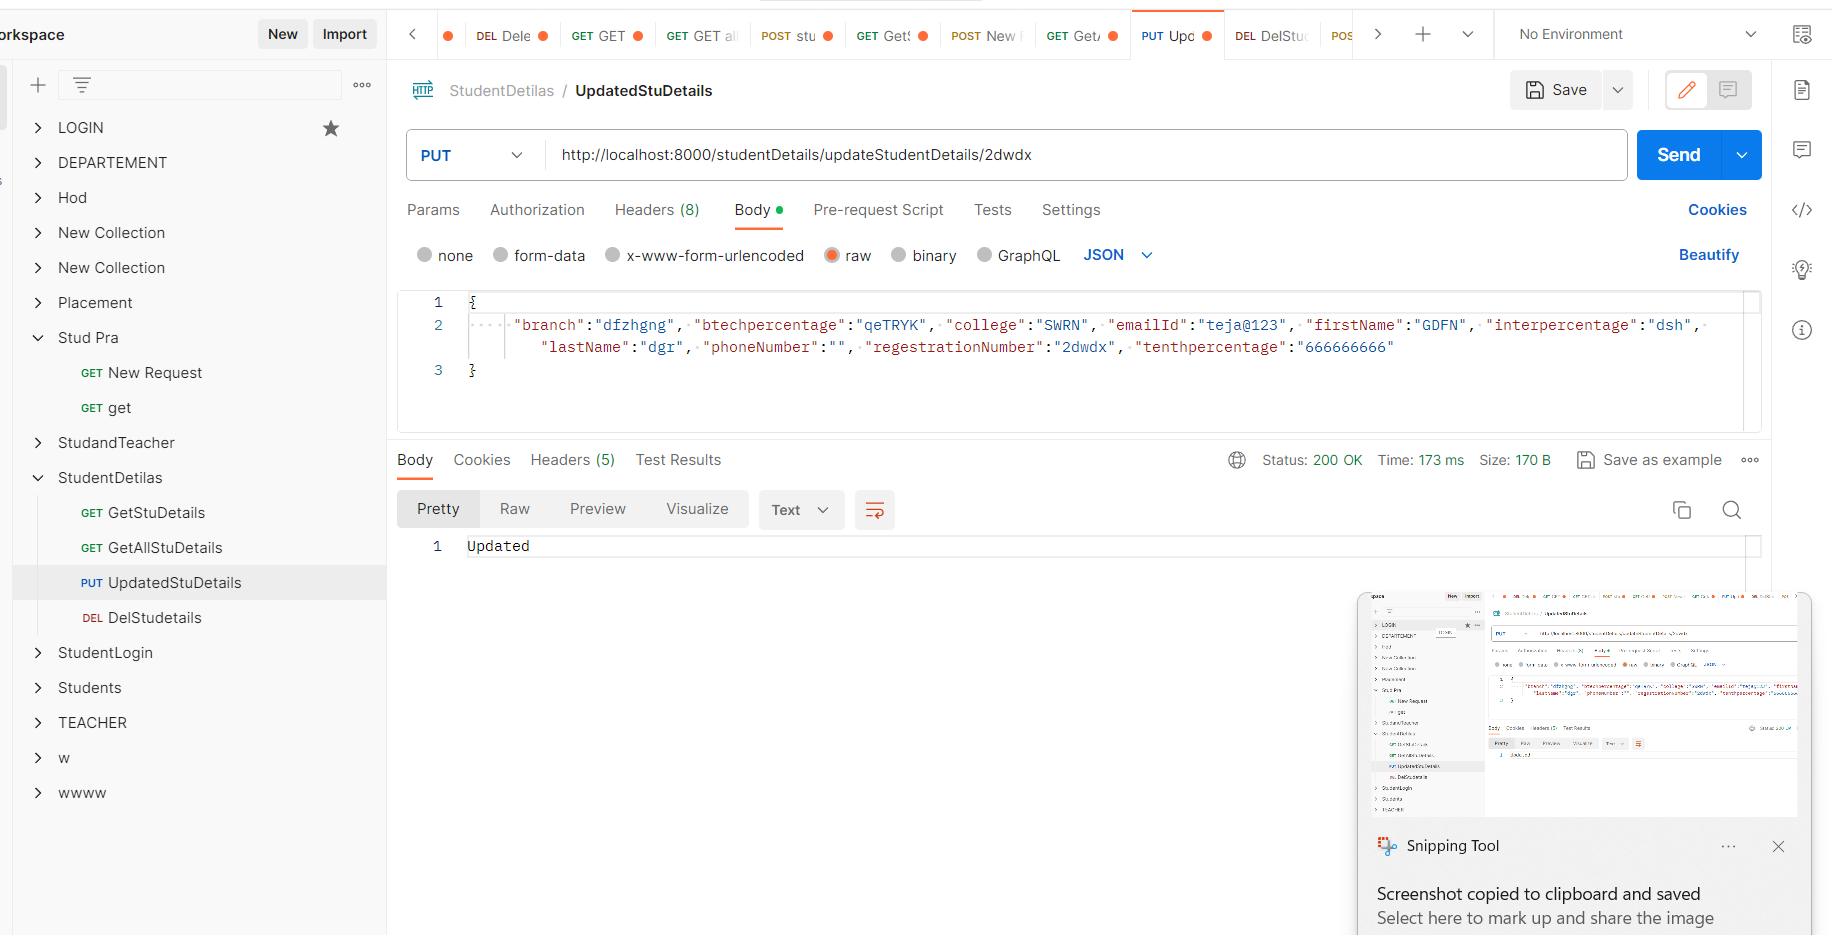 orkspace
New Import
DEL Dele
GET GET
GET GET all
POST stu
GET GetS
POST New
GET Get
PUT Upd
DEL DelStu
POS
No Environment
HTTP StudentDetilas / UpdatedStuDetails
Save
PUT
http://localhost:8000/studentDetails/updateStudentDetails/2dwdx
Send
Params Authorization Headers (8) Body Pre-request Script Tests Settings Cookies
none form-data x-www-form-urlencoded raw binary GraphQL JSON Beautify
1 {
2 "branch":"dfzhgng", "btechpercentage":"qeTRYK", "college":"SWRN", "emailId":"teja@123", "firstName":"GDFN", "interpercentage":"dsh",
"lastName":"dgr", "phoneNumber":"", "regestrationNumber":"2dwdx", "tenthpercentage":"666666666"
3 }
Body Cookies Headers (5) Test Results
Status: 200 OK Time: 173 ms Size: 170 B Save as example
Pretty Raw Preview Visualize Text
1 Updated
LOGIN
DEPARTEMENT
Hod
New Collection
New Collection
Placement
Stud Pra
GET New Request
GET get
StudandTeacher
StudentDetilas
GET GetStuDetails
GET GetAllStuDetails
PUT UpdatedStuDetails
DEL DelStudetails
StudentLogin
Students
TEACHER
w
wwww
Snipping Tool
Screenshot copied to clipboard and saved
Select here to mark up and share the image